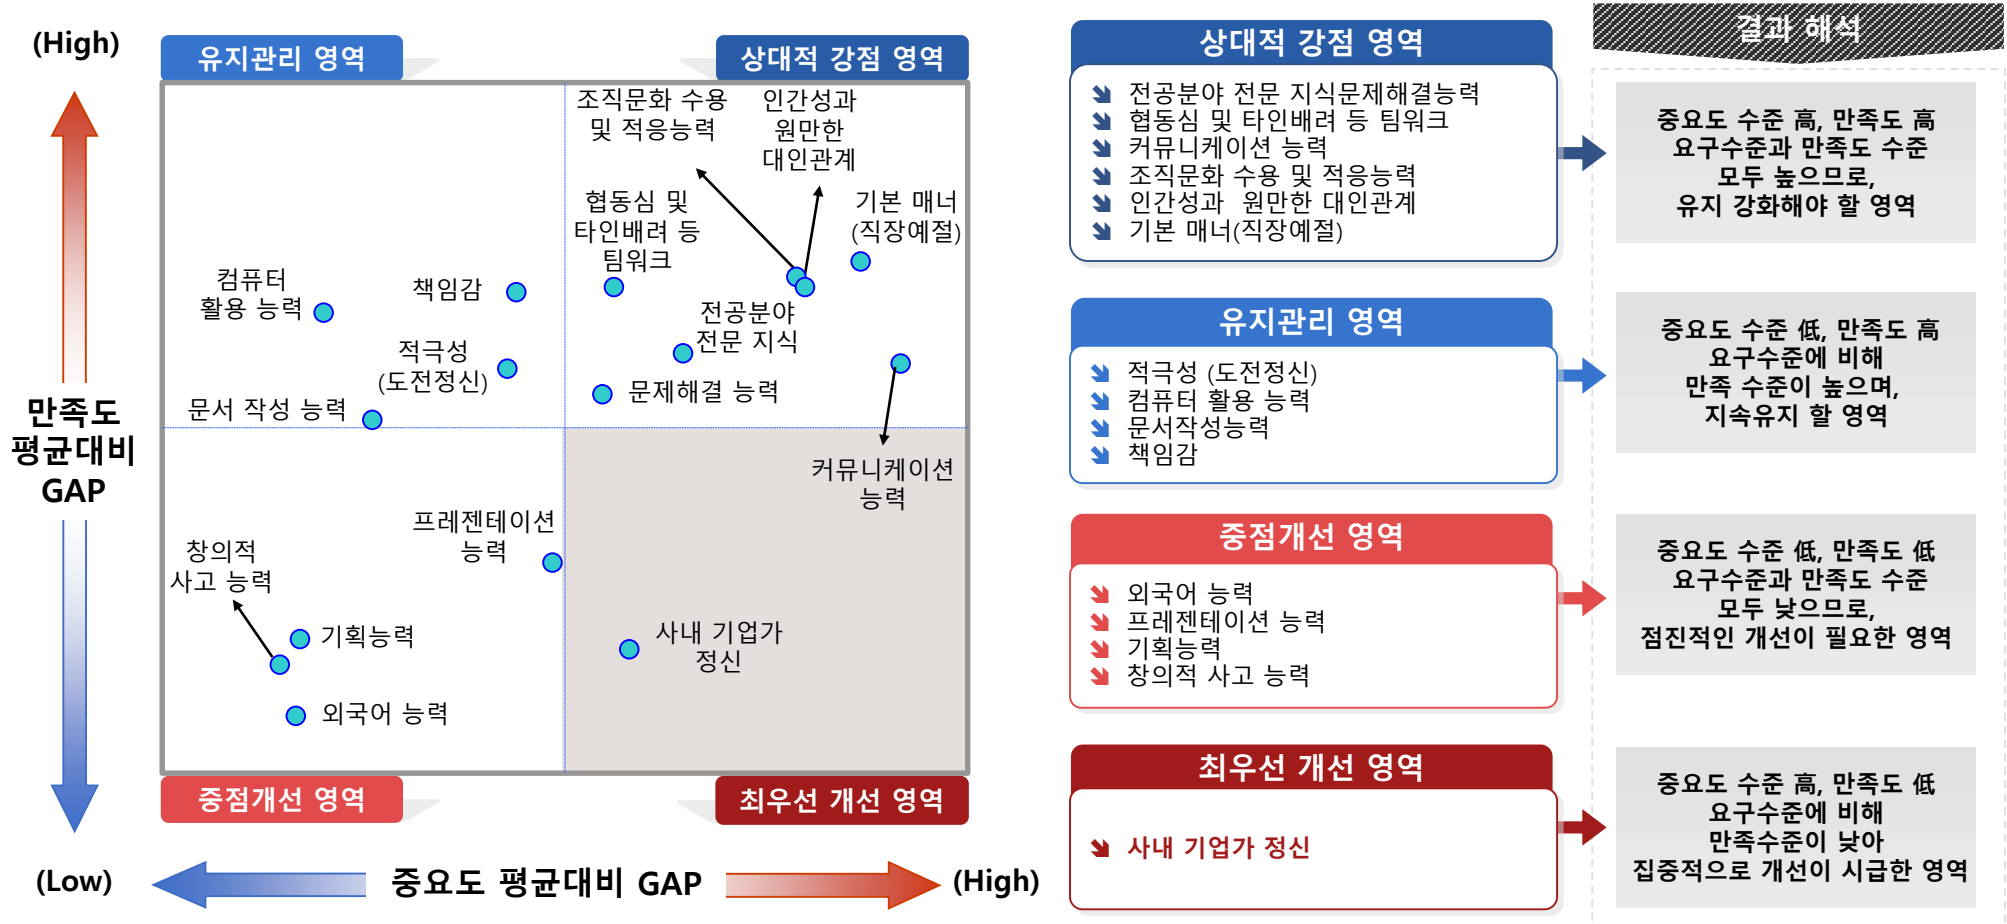 (High)
유지관리 영역
상대적 강점 영역
조직문화 수용
및 적응능력
인간성과
원만한
대인관계
협동심 및
타인배려 등
팀워크
기본 매너
(직장예절)
컴퓨터
활용 능력
책임감
전공분야
전문 지식
적극성
(도전정신)
문제해결 능력
문서 작성 능력
만족도
평균대비
GAP
커뮤니케이션
능력
프레젠테이션
능력
창의적
사고 능력
기획능력
사내 기업가
정신
외국어 능력
중점개선 영역
최우선 개선 영역
(Low)
중요도 평균대비 GAP
(High)
상대적 강점 영역
전공분야 전문 지식문제해결능력
협동심 및 타인배려 등 팀워크
커뮤니케이션 능력
조직문화 수용 및 적응능력
인간성과 원만한 대인관계
기본 매너(직장예절)
유지관리 영역
적극성 (도전정신)
컴퓨터 활용 능력
문서작성능력
책임감
중점개선 영역
외국어 능력
프레젠테이션 능력
기획능력
창의적 사고 능력
최우선 개선 영역
사내 기업가 정신
결과 해석
중요도 수준 高, 만족도 高
요구수준과 만족도 수준
모두 높으므로,
유지 강화해야 할 영역
중요도 수준 低, 만족도 高
요구수준에 비해
만족 수준이 높으며,
지속유지 할 영역
중요도 수준 低, 만족도 低
요구수준과 만족도 수준
모두 낮으므로,
점진적인 개선이 필요한 영역
중요도 수준 高, 만족도 低
요구수준에 비해
만족수준이 낮아
집중적으로 개선이 시급한 영역